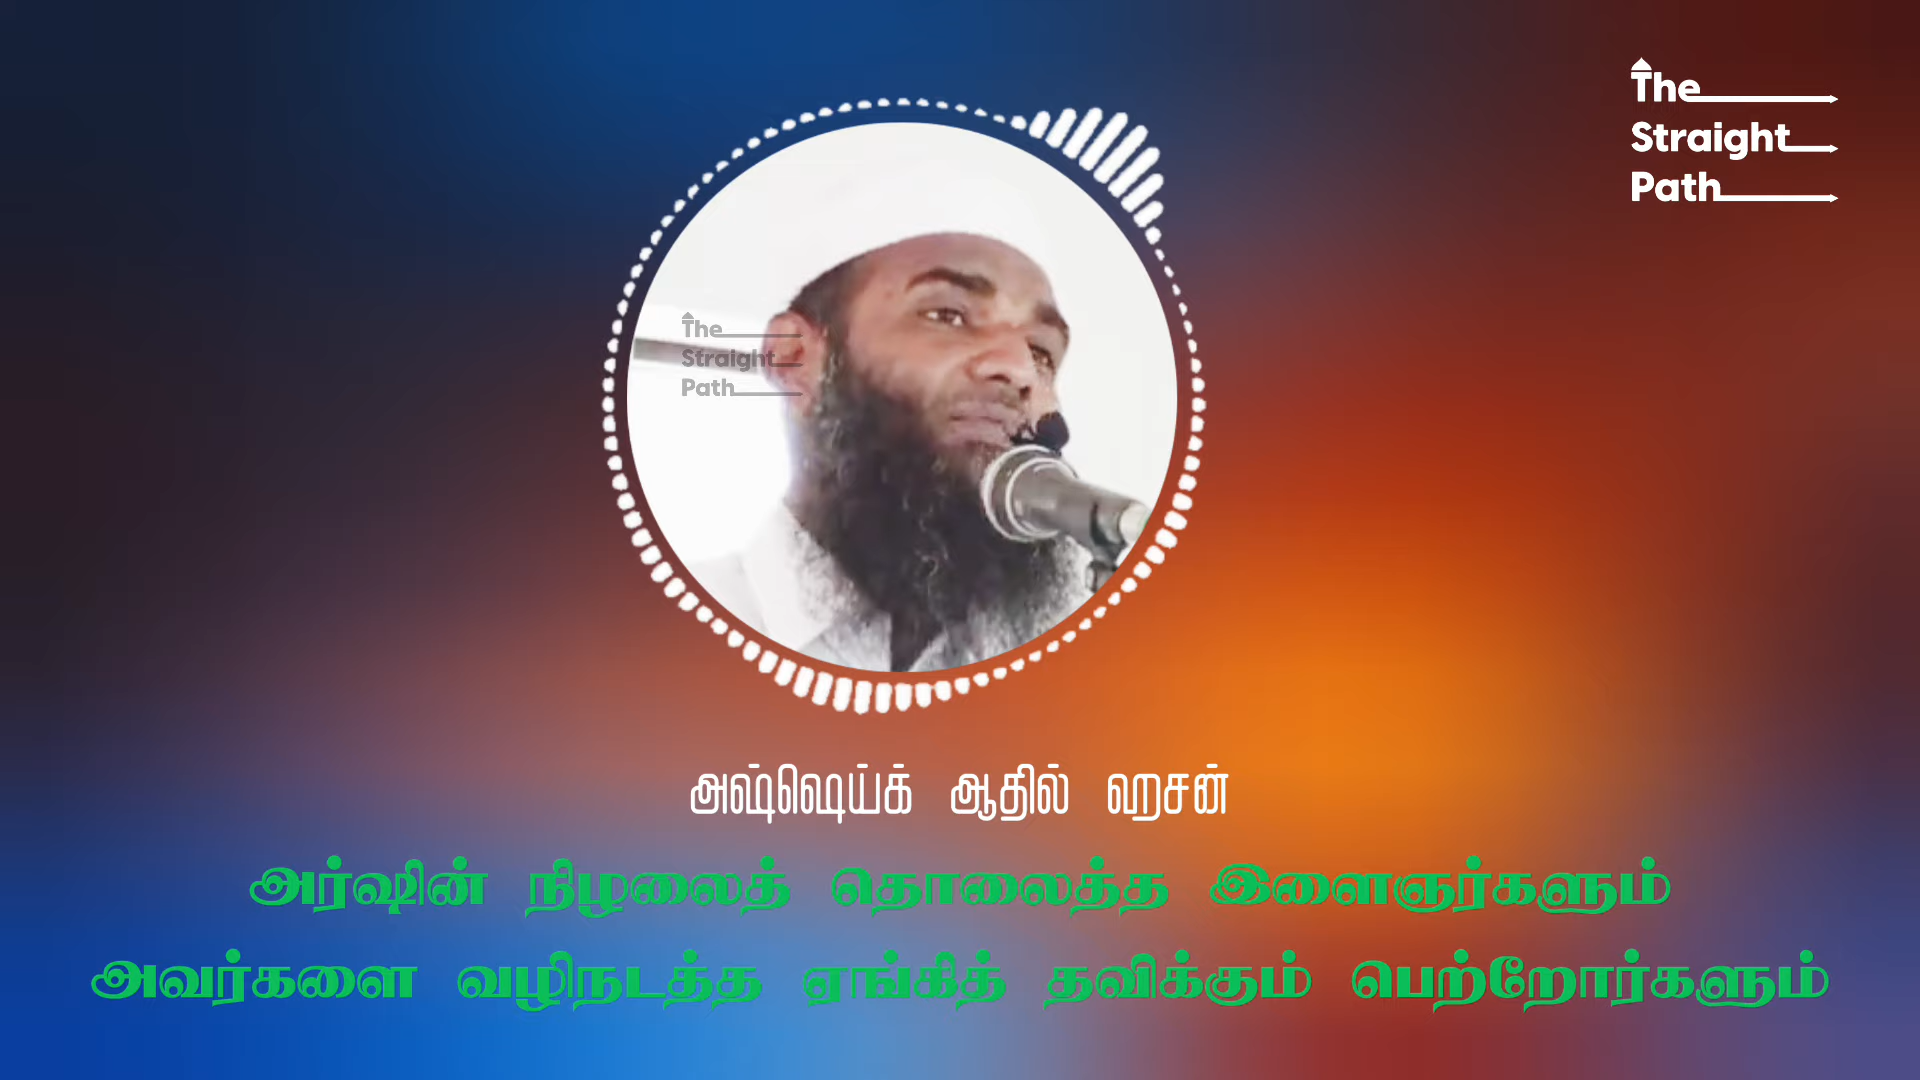 The
Straight
Path
The
Straight
Path
அஷ்ஷெய்க் ஆதில் ஹசன்
அர்ஷின் நிழலைத் தொலைத்த இளைஞர்களும்
அவர்களை வழிநடத்த ஏங்கித் தவிக்கும் பெற்றோர்களும்